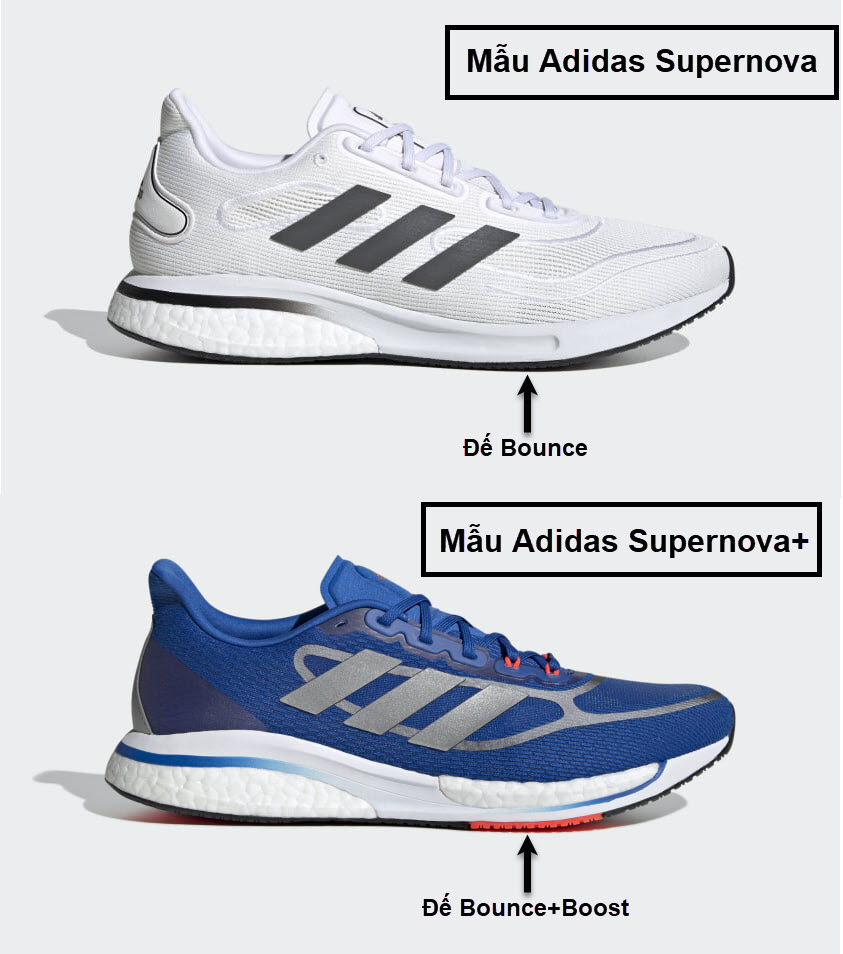 Mẫu Adidas Supernova
Đế Bounce
Mẫu Adidas Supernova+
Đế Bounce+Boost